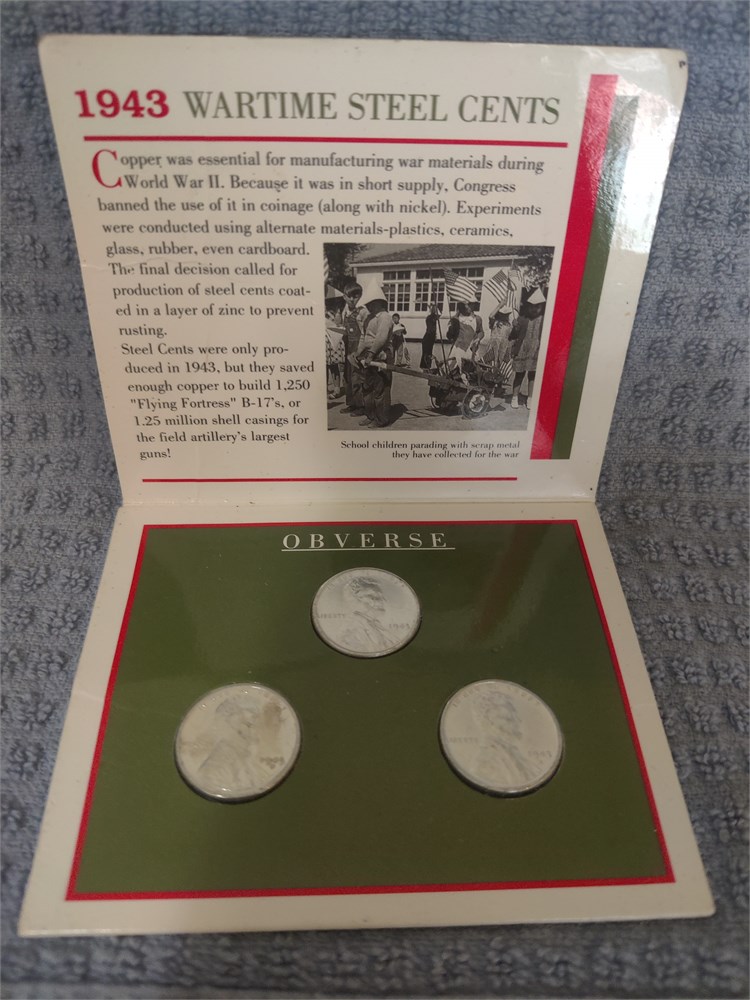 1943 WARTIME STEEL CENTS
Copper was essential for manufacturing war materials during
World War II. Because it was in short supply, Congress
banned the use of it in coinage (along with nickel). Experiments
were conducted using alternate materials-plastics, ceramics,
glass, rubber, even cardboard.
The final decision called for
production of steel cents coat-
ed in a layer of zinc to prevent
rusting.
Steel Cents were only pro-
duced in 1943, but they saved
enough copper to build 1,250
"Flying Fortress" B-17's, or
1.25 million shell casings for
the field artillery's largest
guns!
School children parading with scrap metal
they have collected for the war
OBVERSE
LIBERTY 1943
1943
LIBERTY 1943